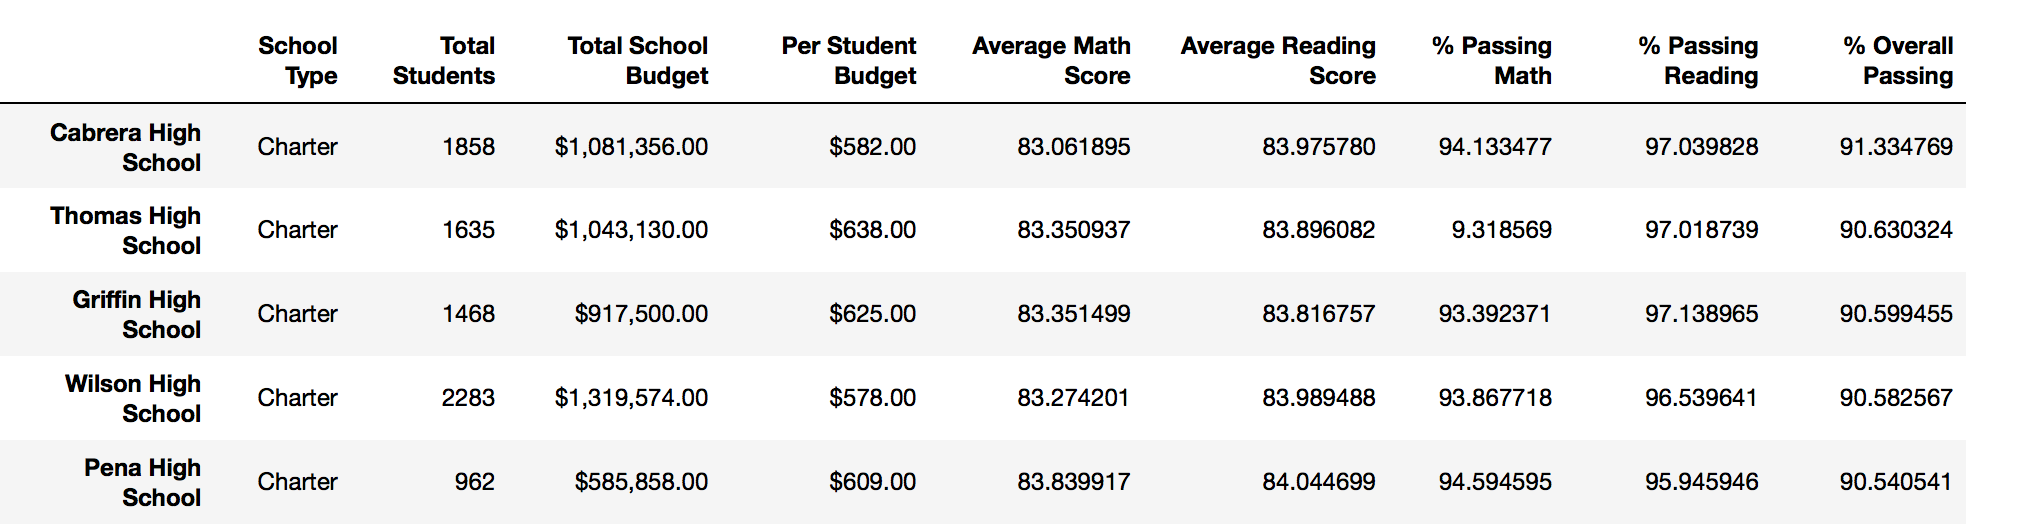 School Type Total Students Total School Budget Per Student Budget Average Math Score Average Reading Score % Passing Math % Passing Reading % Overall Passing
Cabrera High School Charter 1858 $1,081,356.00 $582.00 83.061895 83.975780 94.133477 97.039828 91.334769
Thomas High School Charter 1635 $1,043,130.00 $638.00 83.350937 83.896082 9.318569 97.018739 90.630324
Griffin High School Charter 1468 $917,500.00 $625.00 83.351499 83.816757 93.392371 97.138965 90.599455
Wilson High School Charter 2283 $1,319,574.00 $578.00 83.274201 83.989488 93.867718 96.539641 90.582567
Pena High School Charter 962 $585,858.00 $609.00 83.839917 84.044699 94.594595 95.945946 90.540541